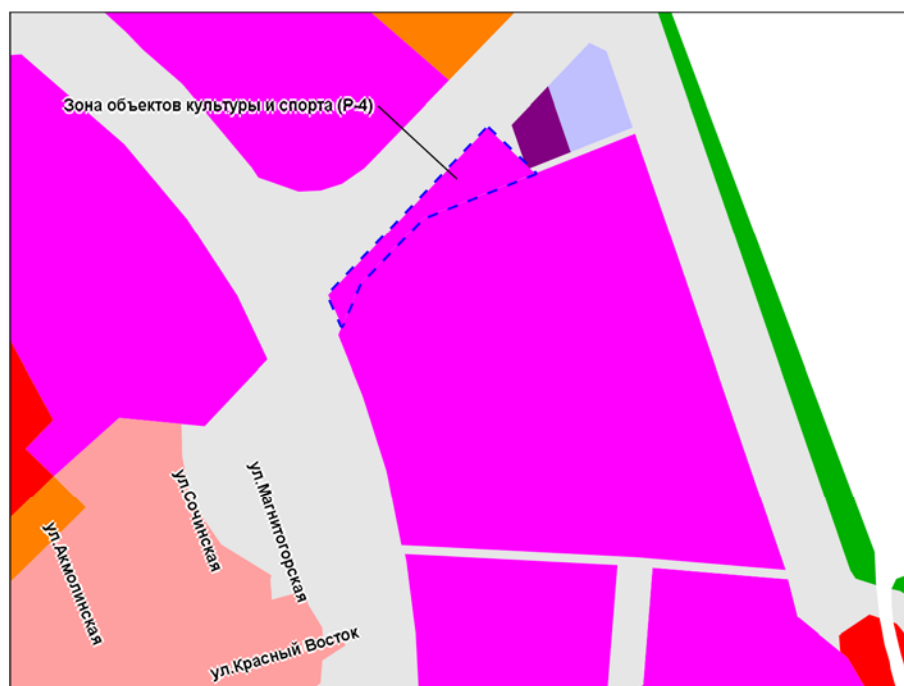 Зона объектов культуры и спорта (Р-4)
ул.Сочинская
ул.Магнитогорская
ул.Акмолинская
ул.Красный Восток